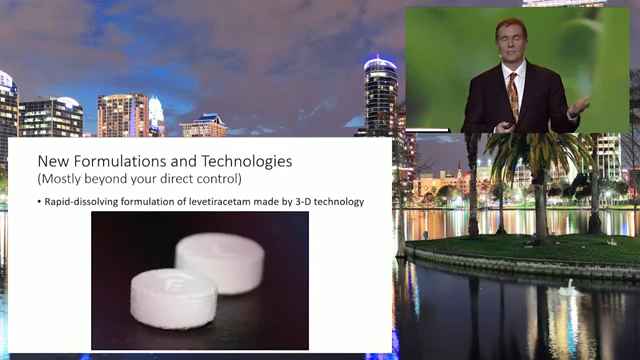 New Formulations and Technologies
(Mostly beyond your direct control)
• Rapid-dissolving formulation of levetiracetam made by 3-D technology